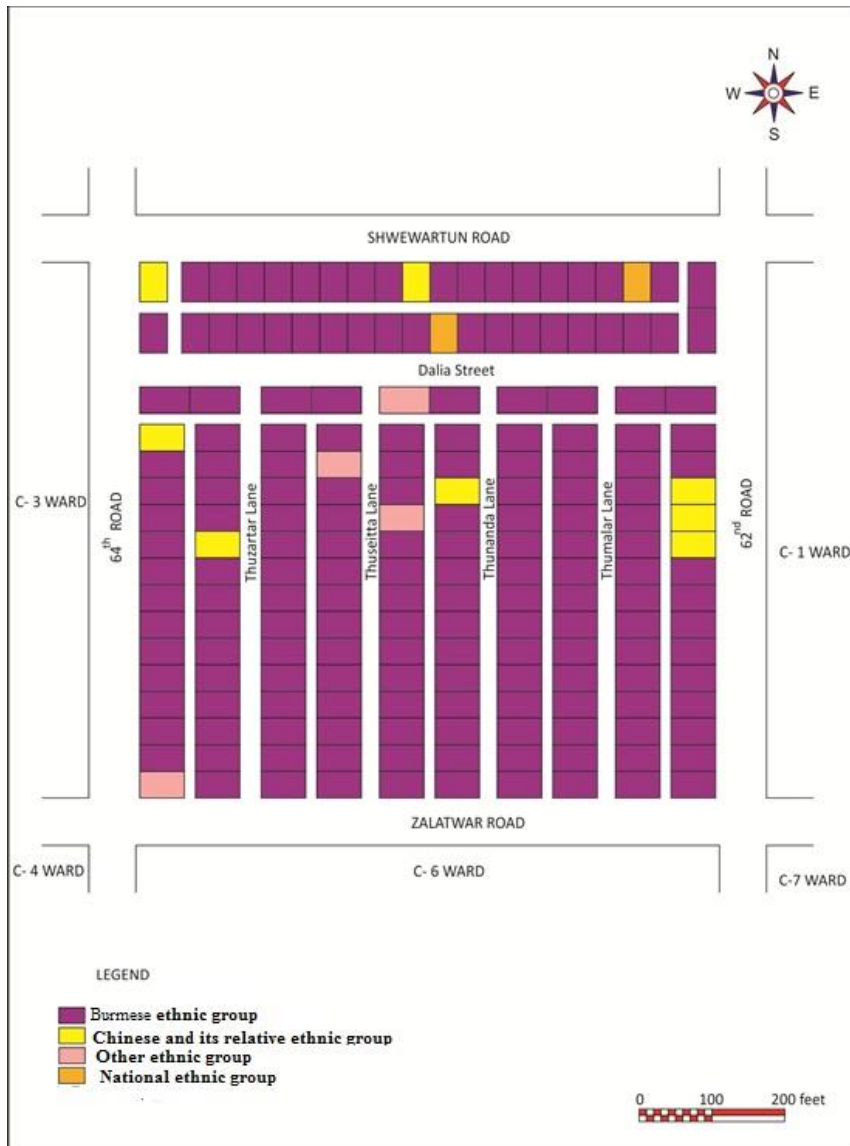 N
W E
S
SHWEWARTUN ROAD
Dalia Street
C- 3 WARD
64th ROAD
Thuzartar Lane
Thuseitta Lane
Thunanda Lane
Thumalar Lane
62nd ROAD
C- 1 WARD
ZALATWAR ROAD
C- 4 WARD
C- 6 WARD
C-7 WARD
LEGEND
Burmese ethnic group
Chinese and its relative ethnic group
Other ethnic group
National ethnic group
0 100 200 feet